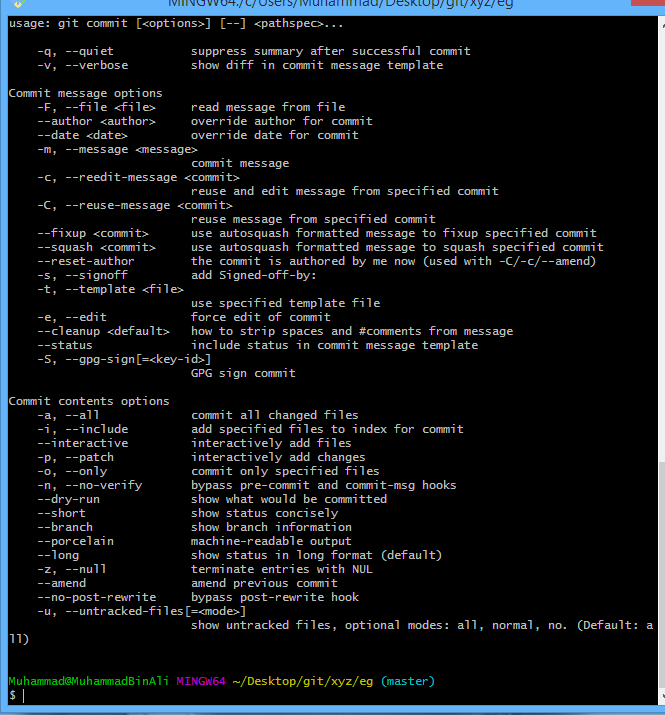 MINGW64:/c/Users/Muhammad/Desktop/git/xyz/eg
usage: git commit [<options>] [--] <pathspec>...
-q, --quiet suppress summary after successful commit
-v, --verbose show diff in commit message template
Commit message options
-F, --file <file> read message from file
--author <author> override author for commit
--date <date> override date for commit
-m, --message <message>
commit message
-c, --reedit-message <commit>
reuse and edit message from specified commit
-C, --reuse-message <commit>
reuse message from specified commit
--fixup <commit> use autosquash formatted message to fixup specified commit
--squash <commit> use autosquash formatted message to squash specified commit
--reset-author the commit is authored by me now (used with -C/-c/--amend)
-s, --signoff add Signed-off-by:
-t, --template <file>
use specified template file
-e, --edit force edit of commit
--cleanup <default> how to strip spaces and #comments from message
--status include status in commit message template
-S, --gpg-sign[=<key-id>]
GPG sign commit
Commit contents options
-a, --all commit all changed files
-i, --include add specified files to index for commit
--interactive interactively add files
-p, --patch interactively add changes
-o, --only commit only specified files
-n, --no-verify bypass pre-commit and commit-msg hooks
--dry-run show what would be committed
--short show status concisely
--branch show branch information
--porcelain machine-readable output
--long show status in long format (default)
-z, --null terminate entries with NUL
--amend amend previous commit
--no-post-rewrite bypass post-rewrite hook
-u, --untracked-files[=<mode>]
show untracked files, optional modes: all, normal, no. (Default: a
ll)
Muhammad@MuhammadBinAli MINGW64 ~/Desktop/git/xyz/eg (master)
$